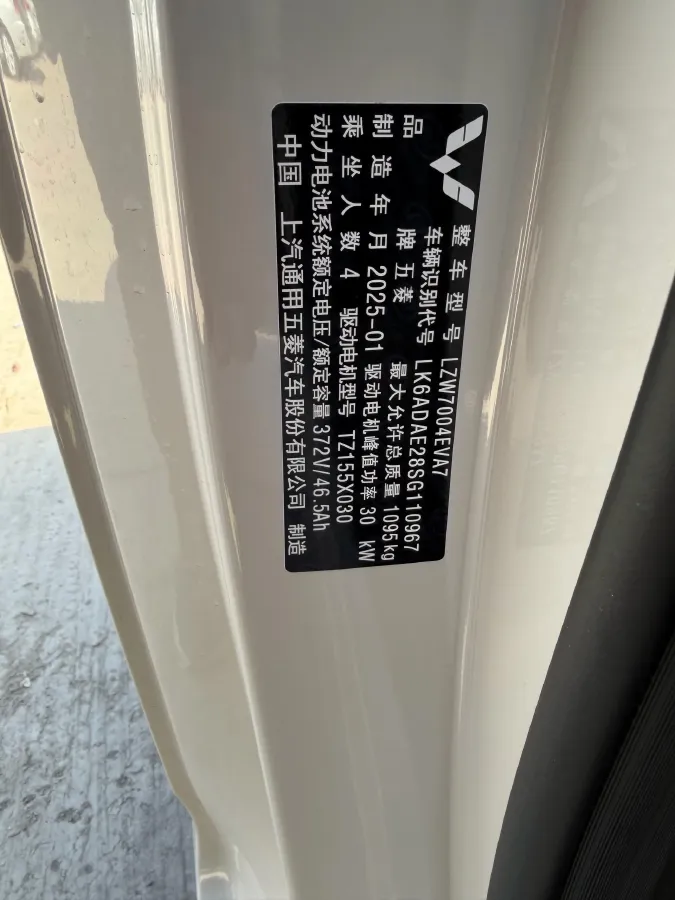 整车型号 LZW7004EVA7
车辆识别代号 LK6ADAE28SG110967
品牌 五菱 最大允许总质量 1095kg
制造年月 2025-01 驱动电机峰值功率 30 kW
乘坐人数 4 驱动电机型号 TZ155X030
动力电池系统额定电压/额定容量 372V/46.5Ah
中国 上汽通用五菱汽车股份有限公司 制造